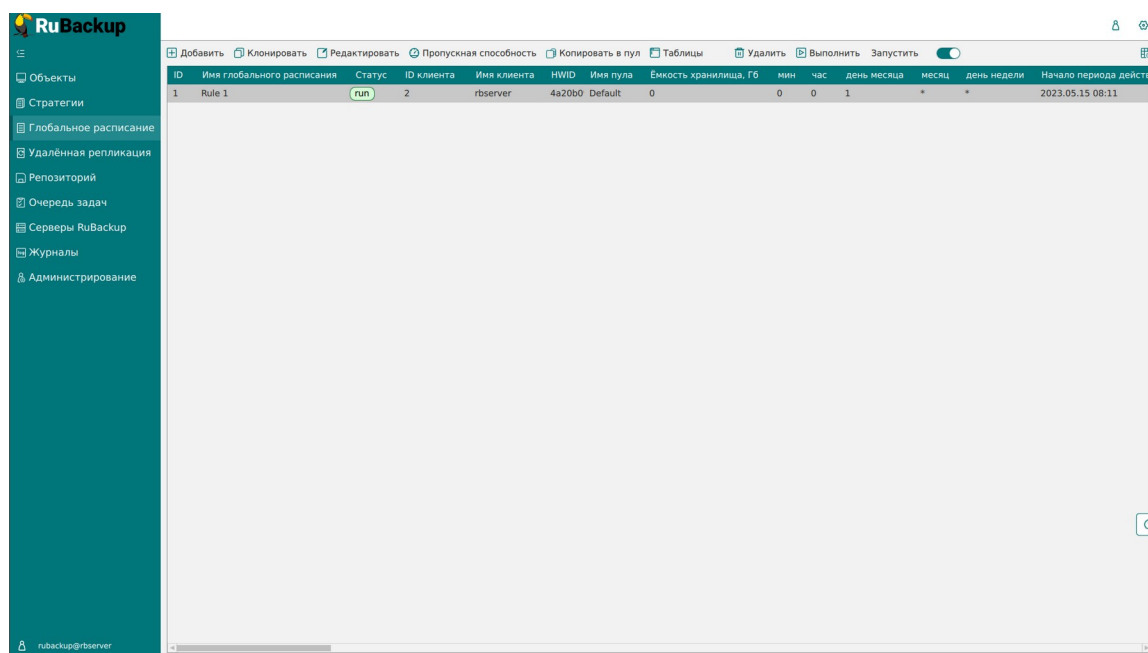 RuBackup
Добавить Клонировать Редактировать Пропускная способность Копировать в пул Таблицы Удалить Выполнить Запустить
ID Имя глобального расписания Статус ID клиента Имя клиента HWID Имя пула Ёмкость хранилища, Гб мин час день месяца месяц день недели Начало периода действ
1 Rule 1 run 2 rbserver 4a20b0 Default 0 0 0 1 * * 2023.05.15 08:11
Объекты
Стратегии
Глобальное расписание
Удалённая репликация
Репозиторий
Очередь задач
Серверы RuBackup
Журналы
Администрирование
rubackup@rbserver